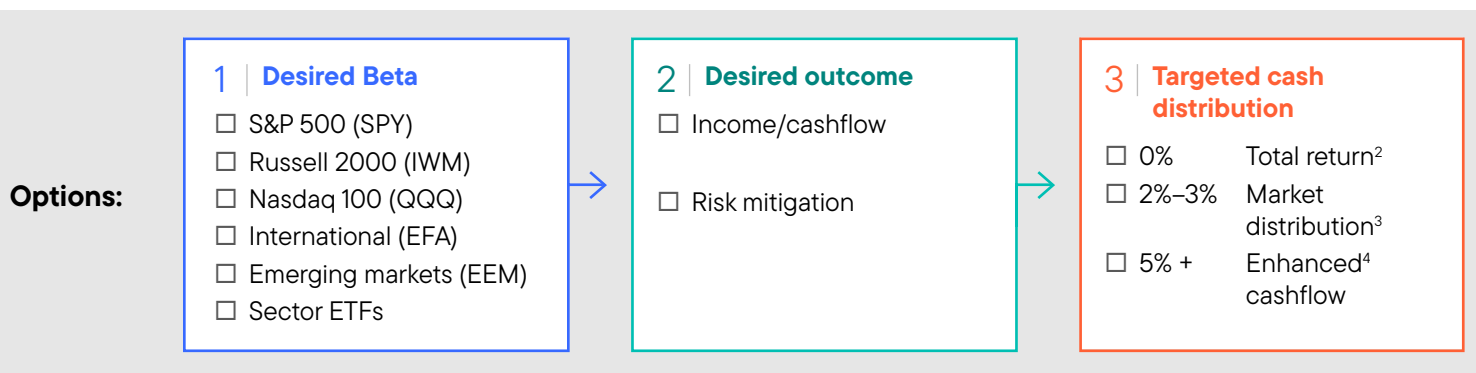 Options:
1 Desired Beta
☐ S&P 500 (SPY)
☐ Russell 2000 (IWM)
☐ Nasdaq 100 (QQQ)
☐ International (EFA)
☐ Emerging markets (EEM)
☐ Sector ETFs
2 Desired outcome
☐ Income/cashflow
☐ Risk mitigation
3 Targeted cash
distribution
☐ 0% Total return²
☐ 2%–3% Market
distribution³
☐ 5% + Enhanced⁴
cashflow